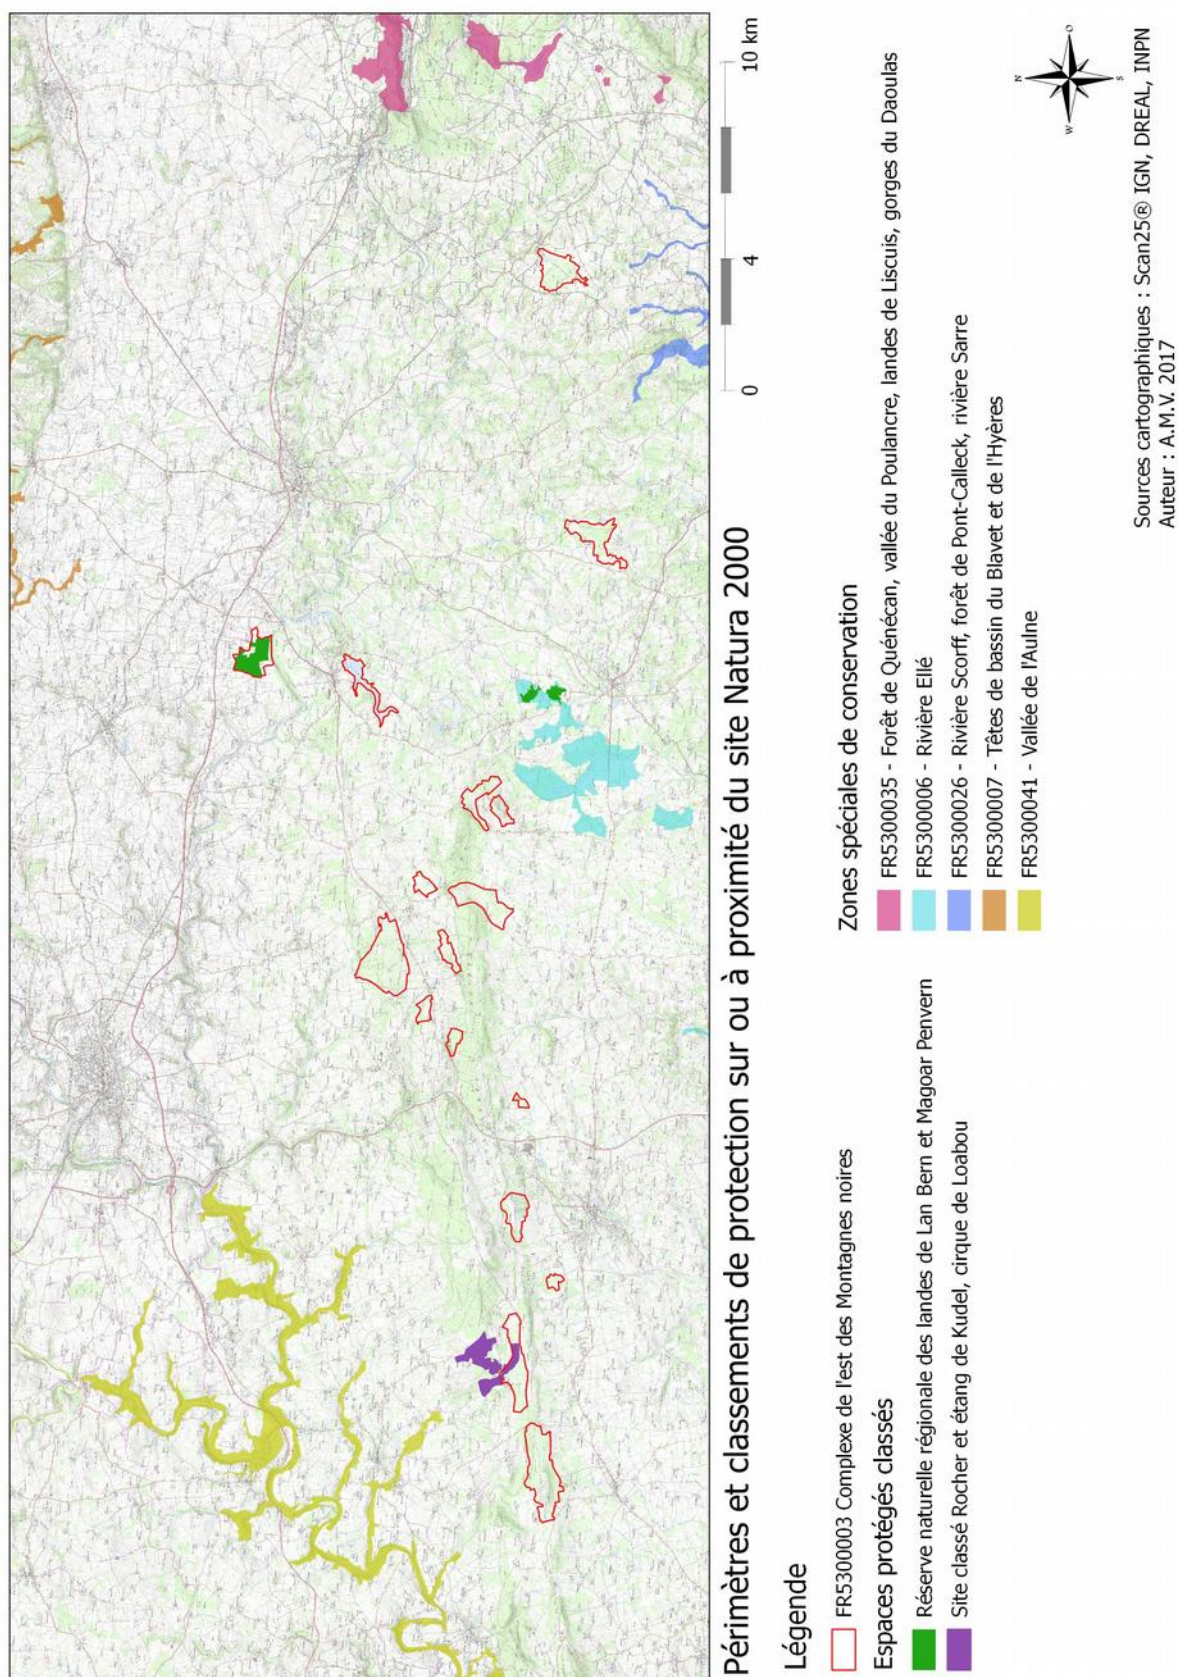 0
4
10 km
Périmètres et classements de protection sur ou à proximité du site Natura 2000
Légende
FR5300003 Complexe de l'est des Montagnes noires
Espaces protégés classés
Réserve naturelle régionale des landes de Lan Bern et Magoar Penvern
Site classé Rocher et étang de Kudel, cirque de Loabou
Zones spéciales de conservation
FR5300035 - Forêt de Quénécan, vallée du Poulancre, landes de Liscuis, gorges du Daoulas
FR5300006 - Rivière Ellé
FR5300026 - Rivière Scorff, forêt de Pont-Calleck, rivière Sarre
FR5300007 - Têtes de bassin du Blavet et de l'Hyères
FR5300041 - Vallée de l'Aulne
N
W
O
S
Sources cartographiques : Scan25® IGN, DREAL, INPN
Auteur : A.M.V. 2017